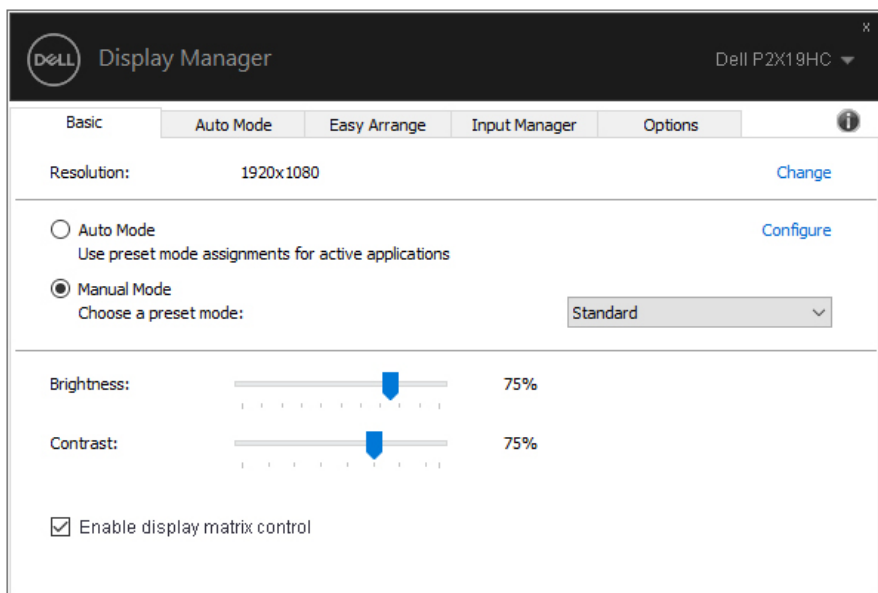 x
DELL Display Manager Dell P2X19HC
Basic Auto Mode Easy Arrange Input Manager Options i
Resolution: 1920x1080 Change
Auto Mode Configure
Use preset mode assignments for active applications
Manual Mode
Choose a preset mode: Standard
Brightness: 75%
Contrast: 75%
Enable display matrix control